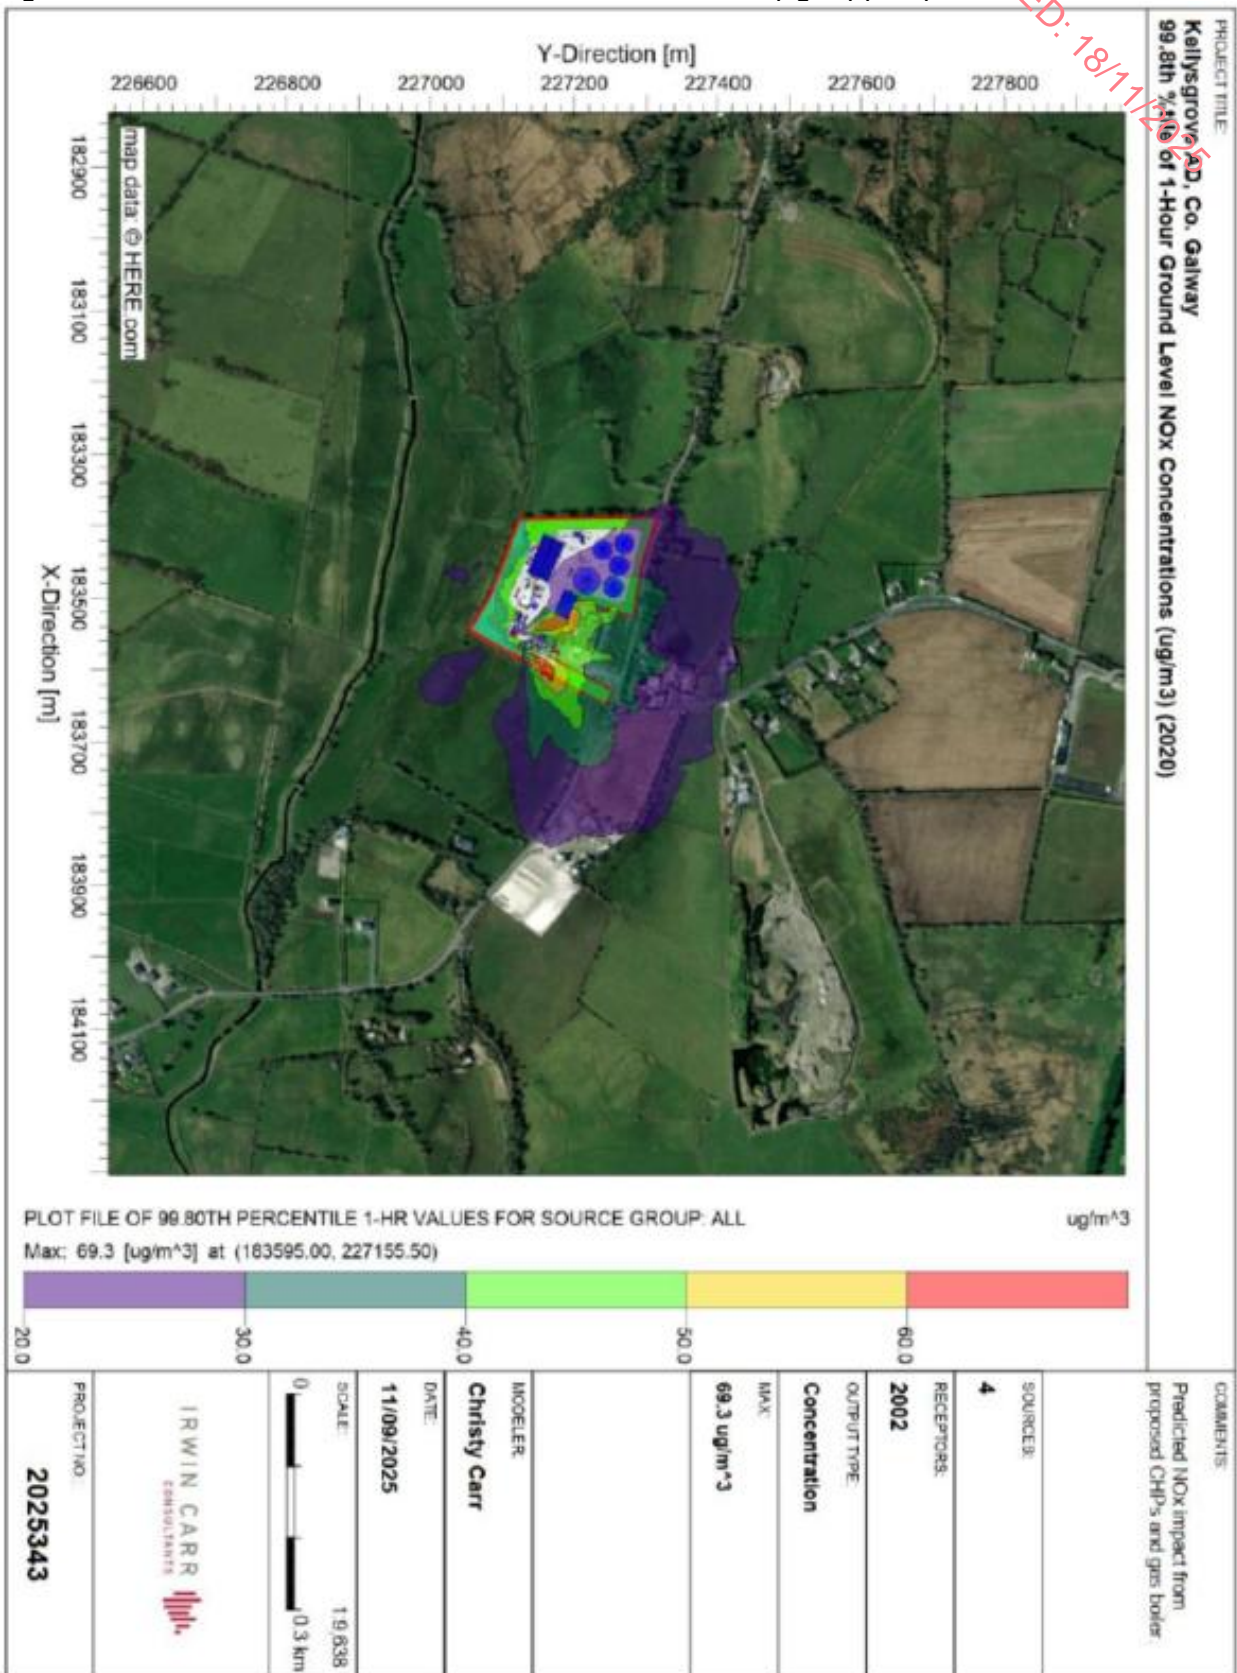 ED: 18/11/2025
PROJECT TITLE:
Kellysgrove AD, Co. Galway
99.8th %'tile of 1-Hour Ground Level NOx Concentrations (ug/m3) (2020)
Y-Direction [m]
226600 226800 227000 227200 227400 227600 227800
182900 183100 183300 183500 183700 183900 184100
X-Direction [m]
map data: © HERE.com
PLOT FILE OF 99.80TH PERCENTILE 1-HR VALUES FOR SOURCE GROUP: ALL
ug/m^3
Max: 69.3 [ug/m^3] at (183595.00, 227155.50)
20.0 30.0 40.0 50.0 60.0
COMMENTS:
Predicted NOx impact from
proposed CHPs and gas boiler.
SOURCES:
4
RECEPTORS:
2002
OUTPUT TYPE:
Concentration
MAX:
69.3 ug/m^3
MODELER:
Christy Carr
DATE:
11/09/2025
SCALE:
1:9,638
0
0.3 km
IRWIN CARR
CONSULTANTS
PROJECT NO.:
2025343